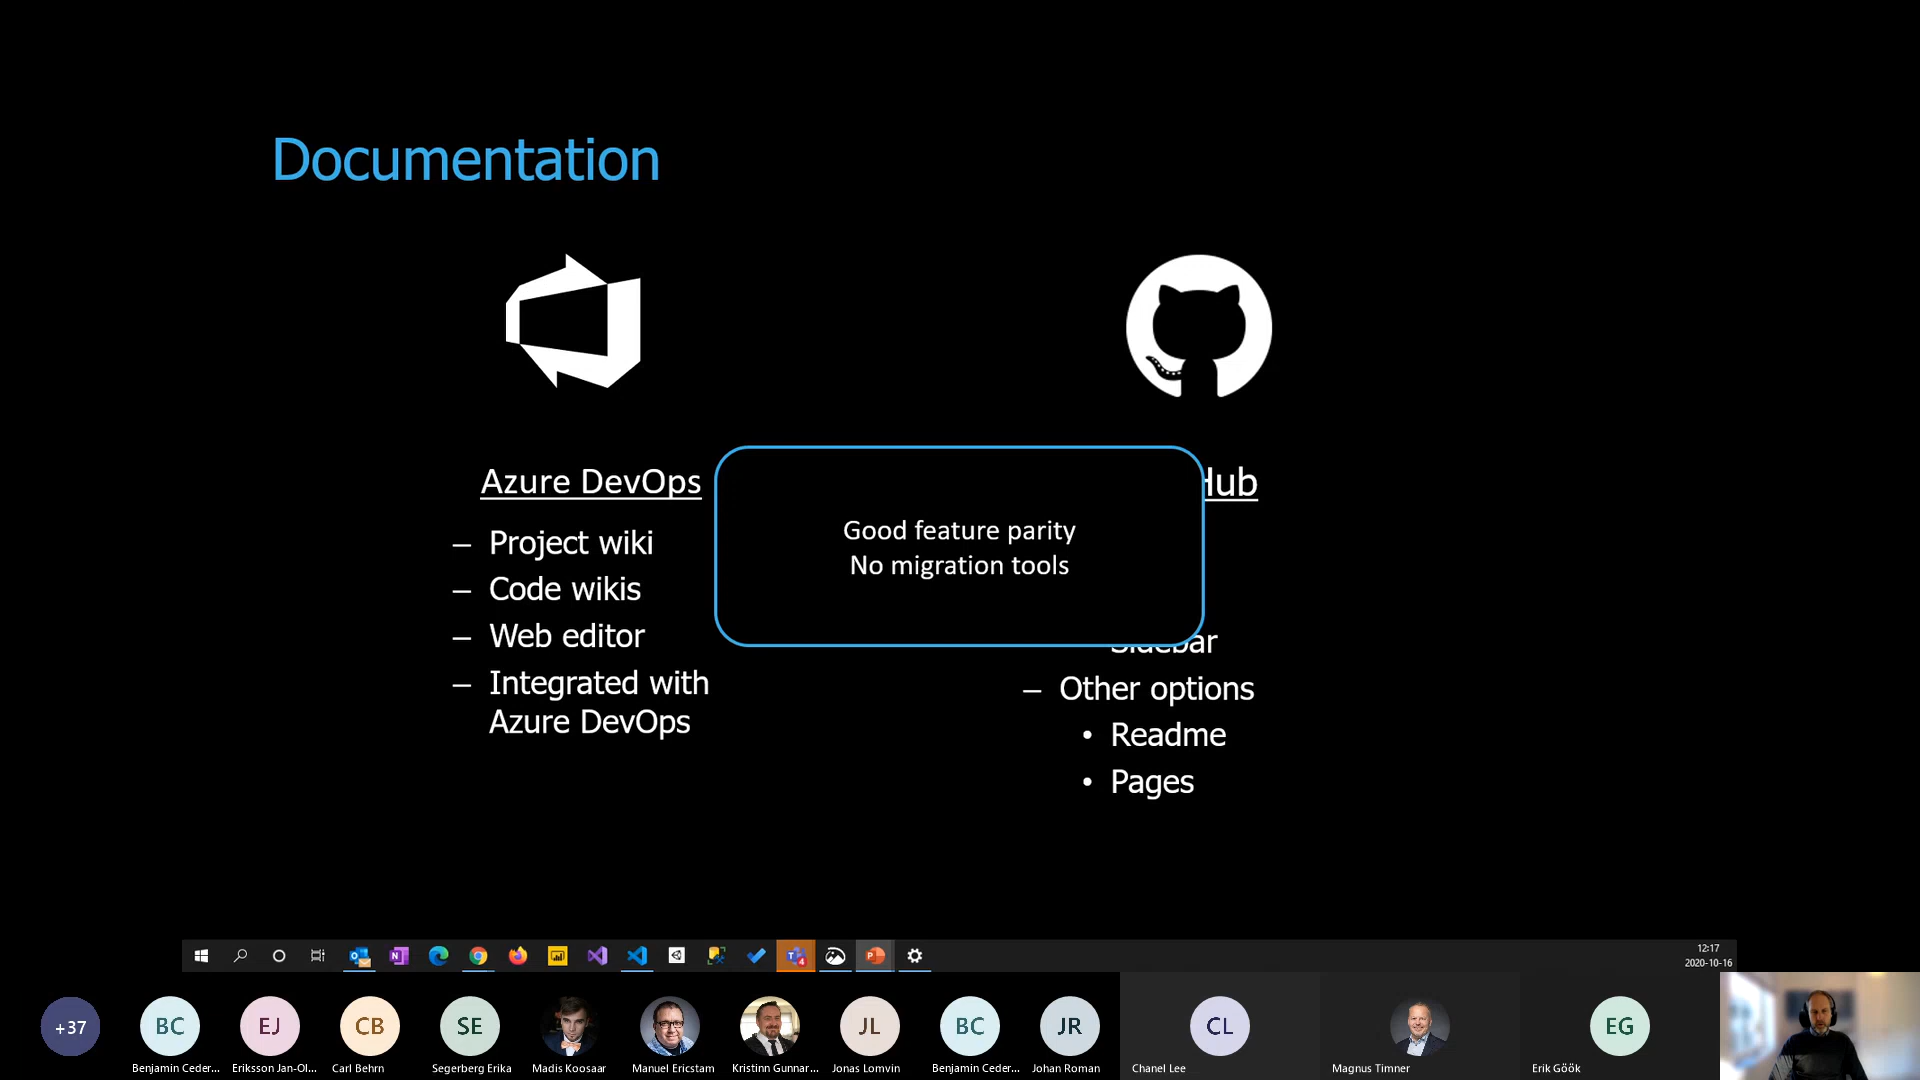 Documentation
Azure DevOps
– Project wiki
– Code wikis
– Web editor
– Integrated with
Azure DevOps
Good feature parity
No migration tools
Hub
Sidebar
– Other options
• Readme
• Pages
12:17
2020-10-16
+37
BC
EJ
CB
SE
JL
BC
JR
CL
EG
Benjamin Ceder...
Eriksson Jan-Ol...
Carl Behrn
Segerberg Erika
Madis Koosaar
Manuel Ericstam
Kristinn Gunnar...
Jonas Lomvin
Benjamin Ceder...
Johan Roman
Chanel Lee
Magnus Timner
Erik Göök